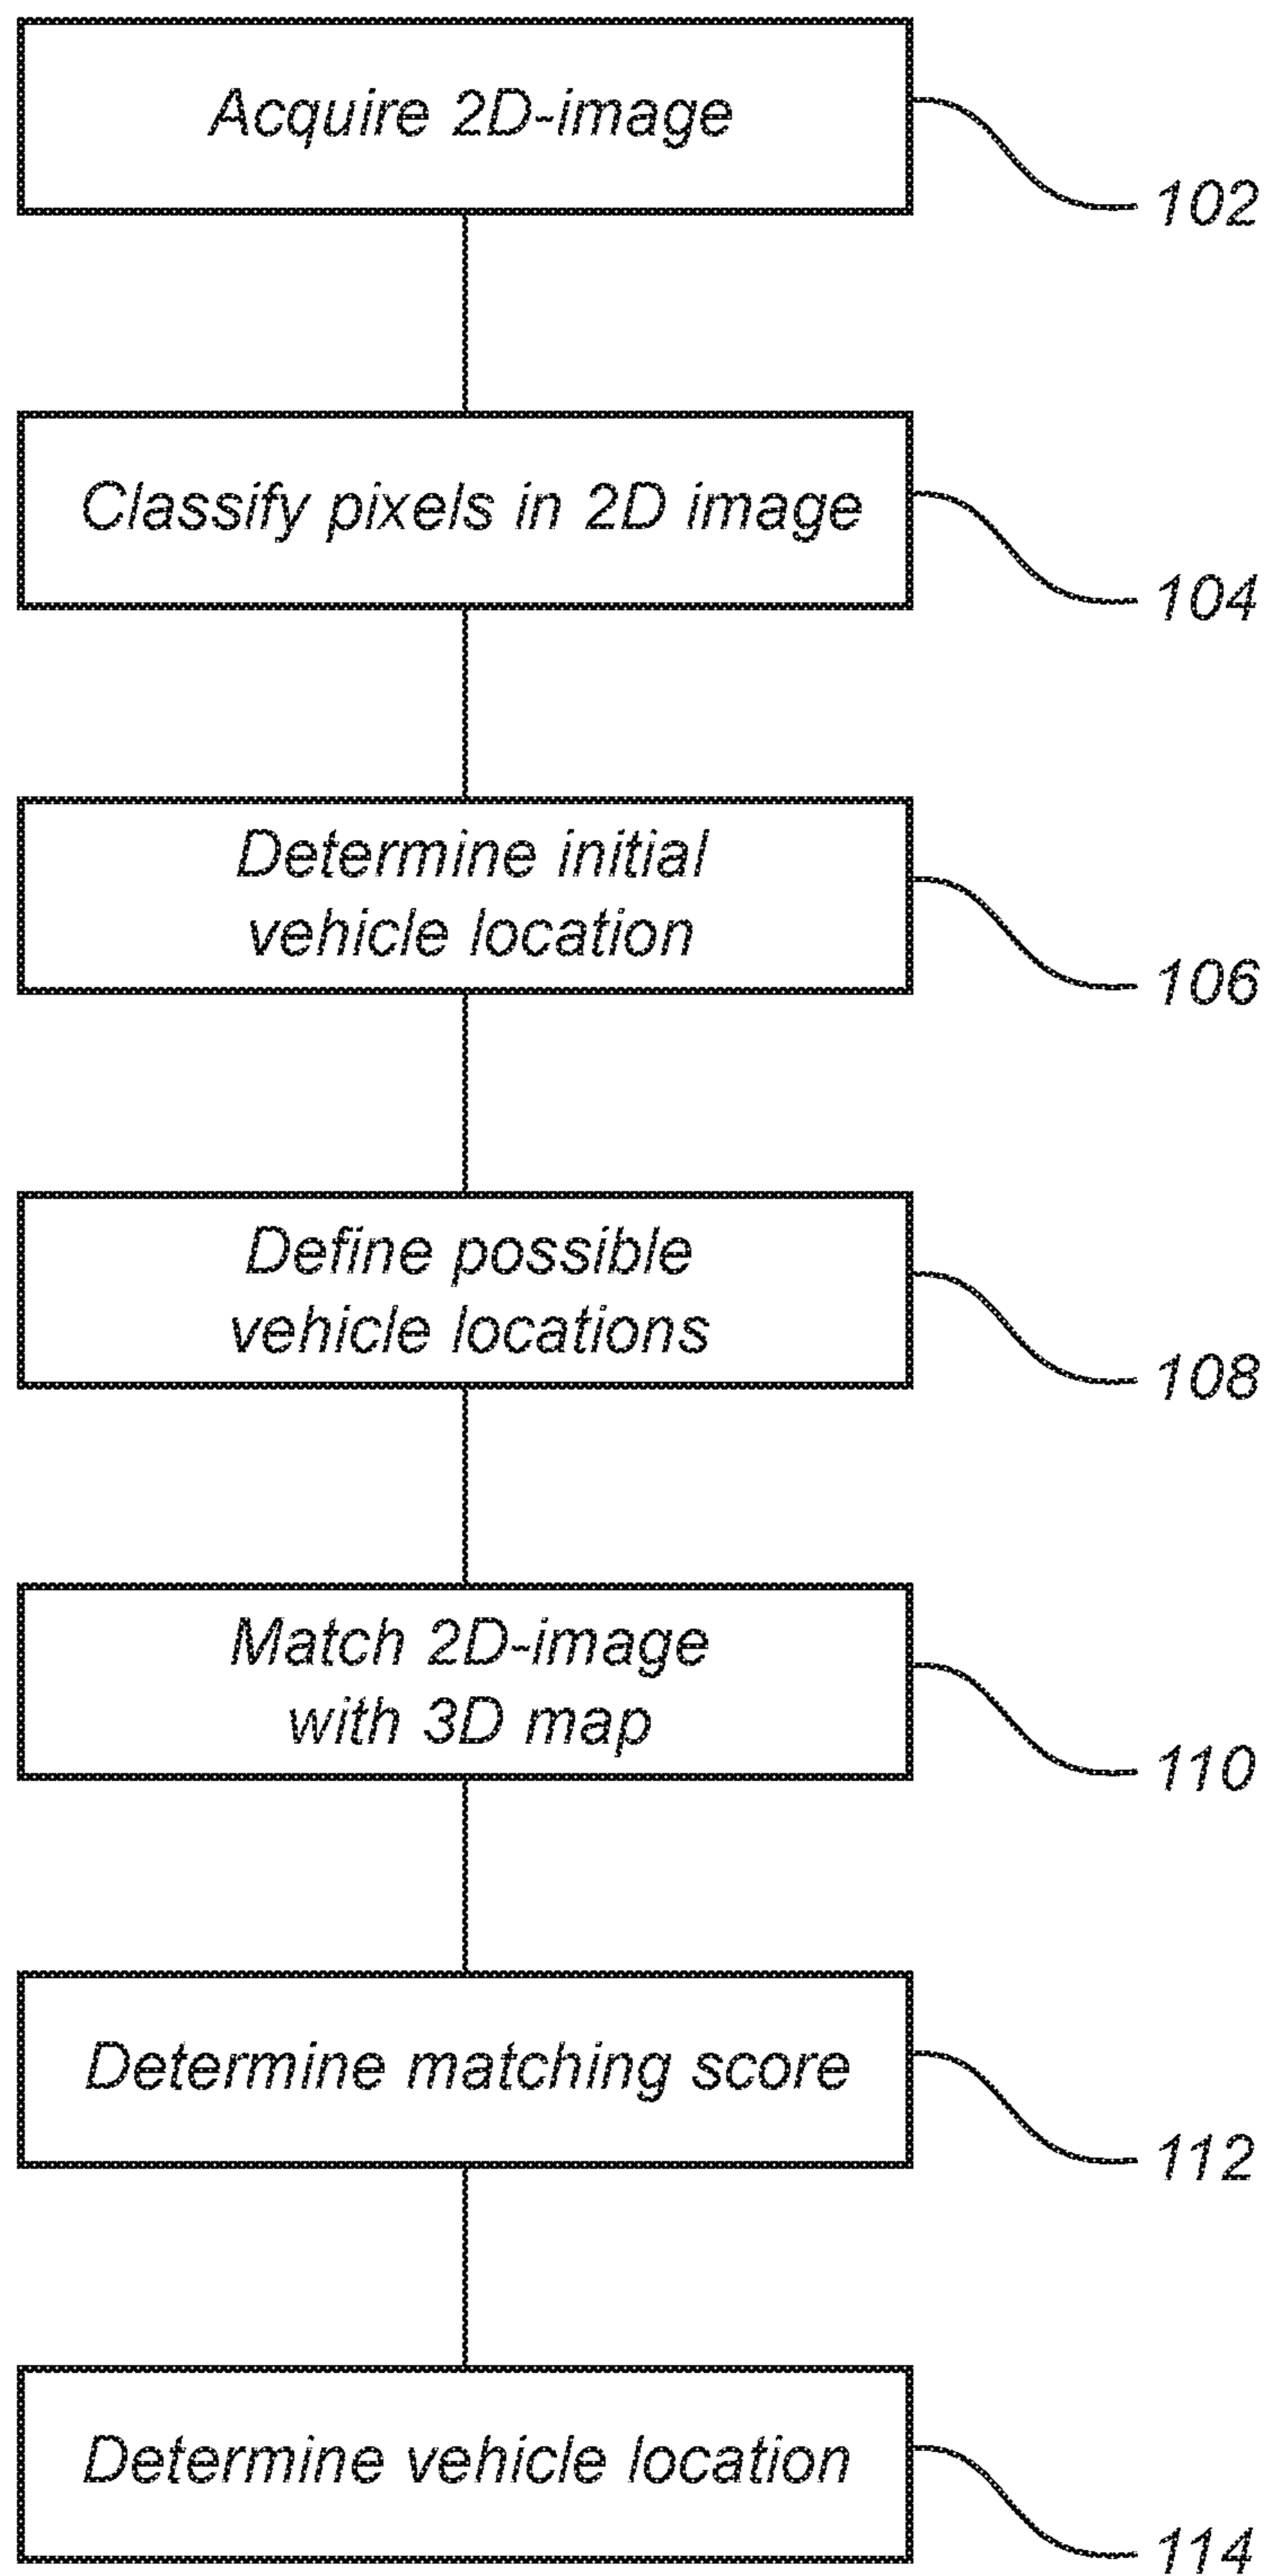 Acquire 2D-image
102
Classify pixels in 2D image
104
Determine initial
vehicle location
106
Define possible
vehicle locations
108
Match 2D-image
with 3D map
110
Determine matching score
112
Determine vehicle location
114